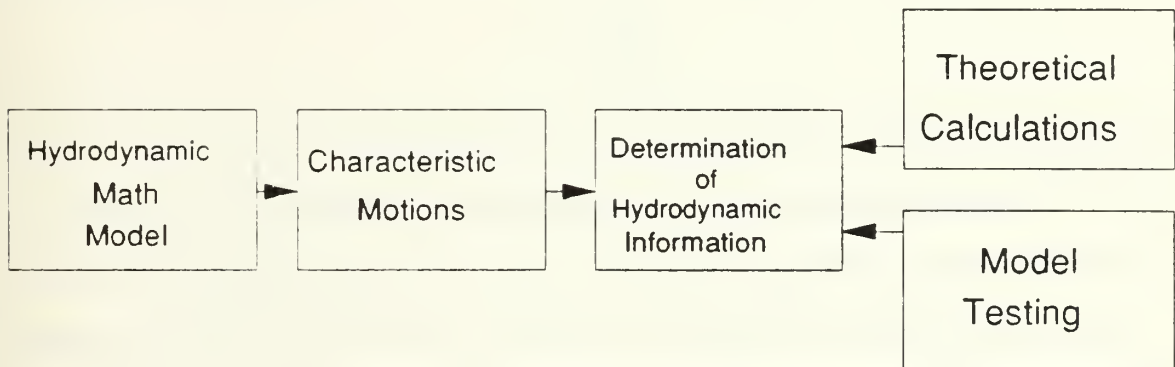 Hydrodynamic
Math
Model
Characteristic
Motions
Determination
of
Hydrodynamic
Information
Theoretical
Calculations
Model
Testing